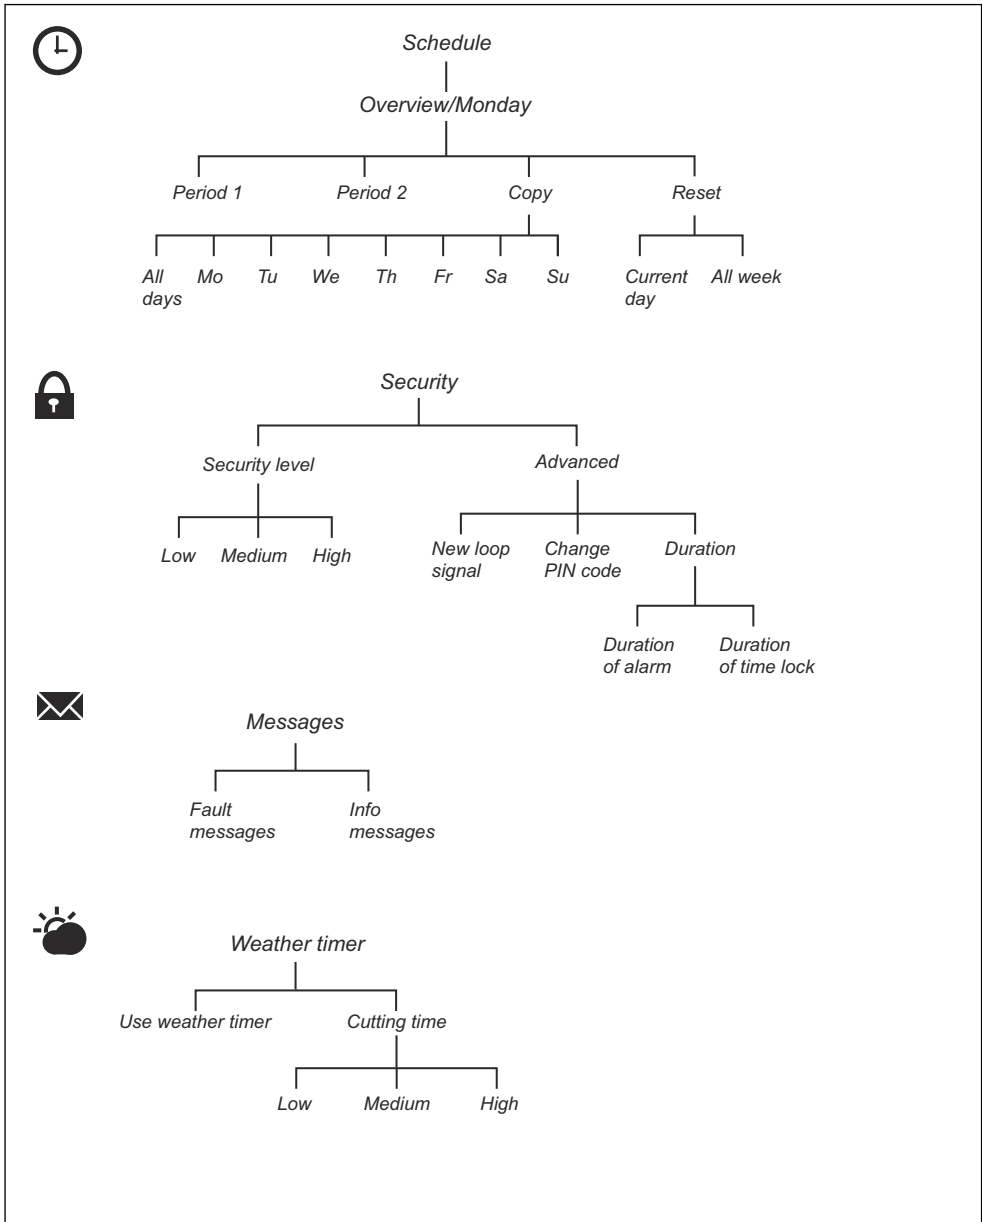 Schedule
Overview/Monday
Period 1 Period 2 Copy Reset
All days Mo Tu We Th Fr Sa Su Current day All week
Security
Security level Advanced
Low Medium High New loop signal Change PIN code Duration
Duration of alarm Duration of time lock
Messages
Fault messages Info messages
Weather timer
Use weather timer Cutting time
Low Medium High